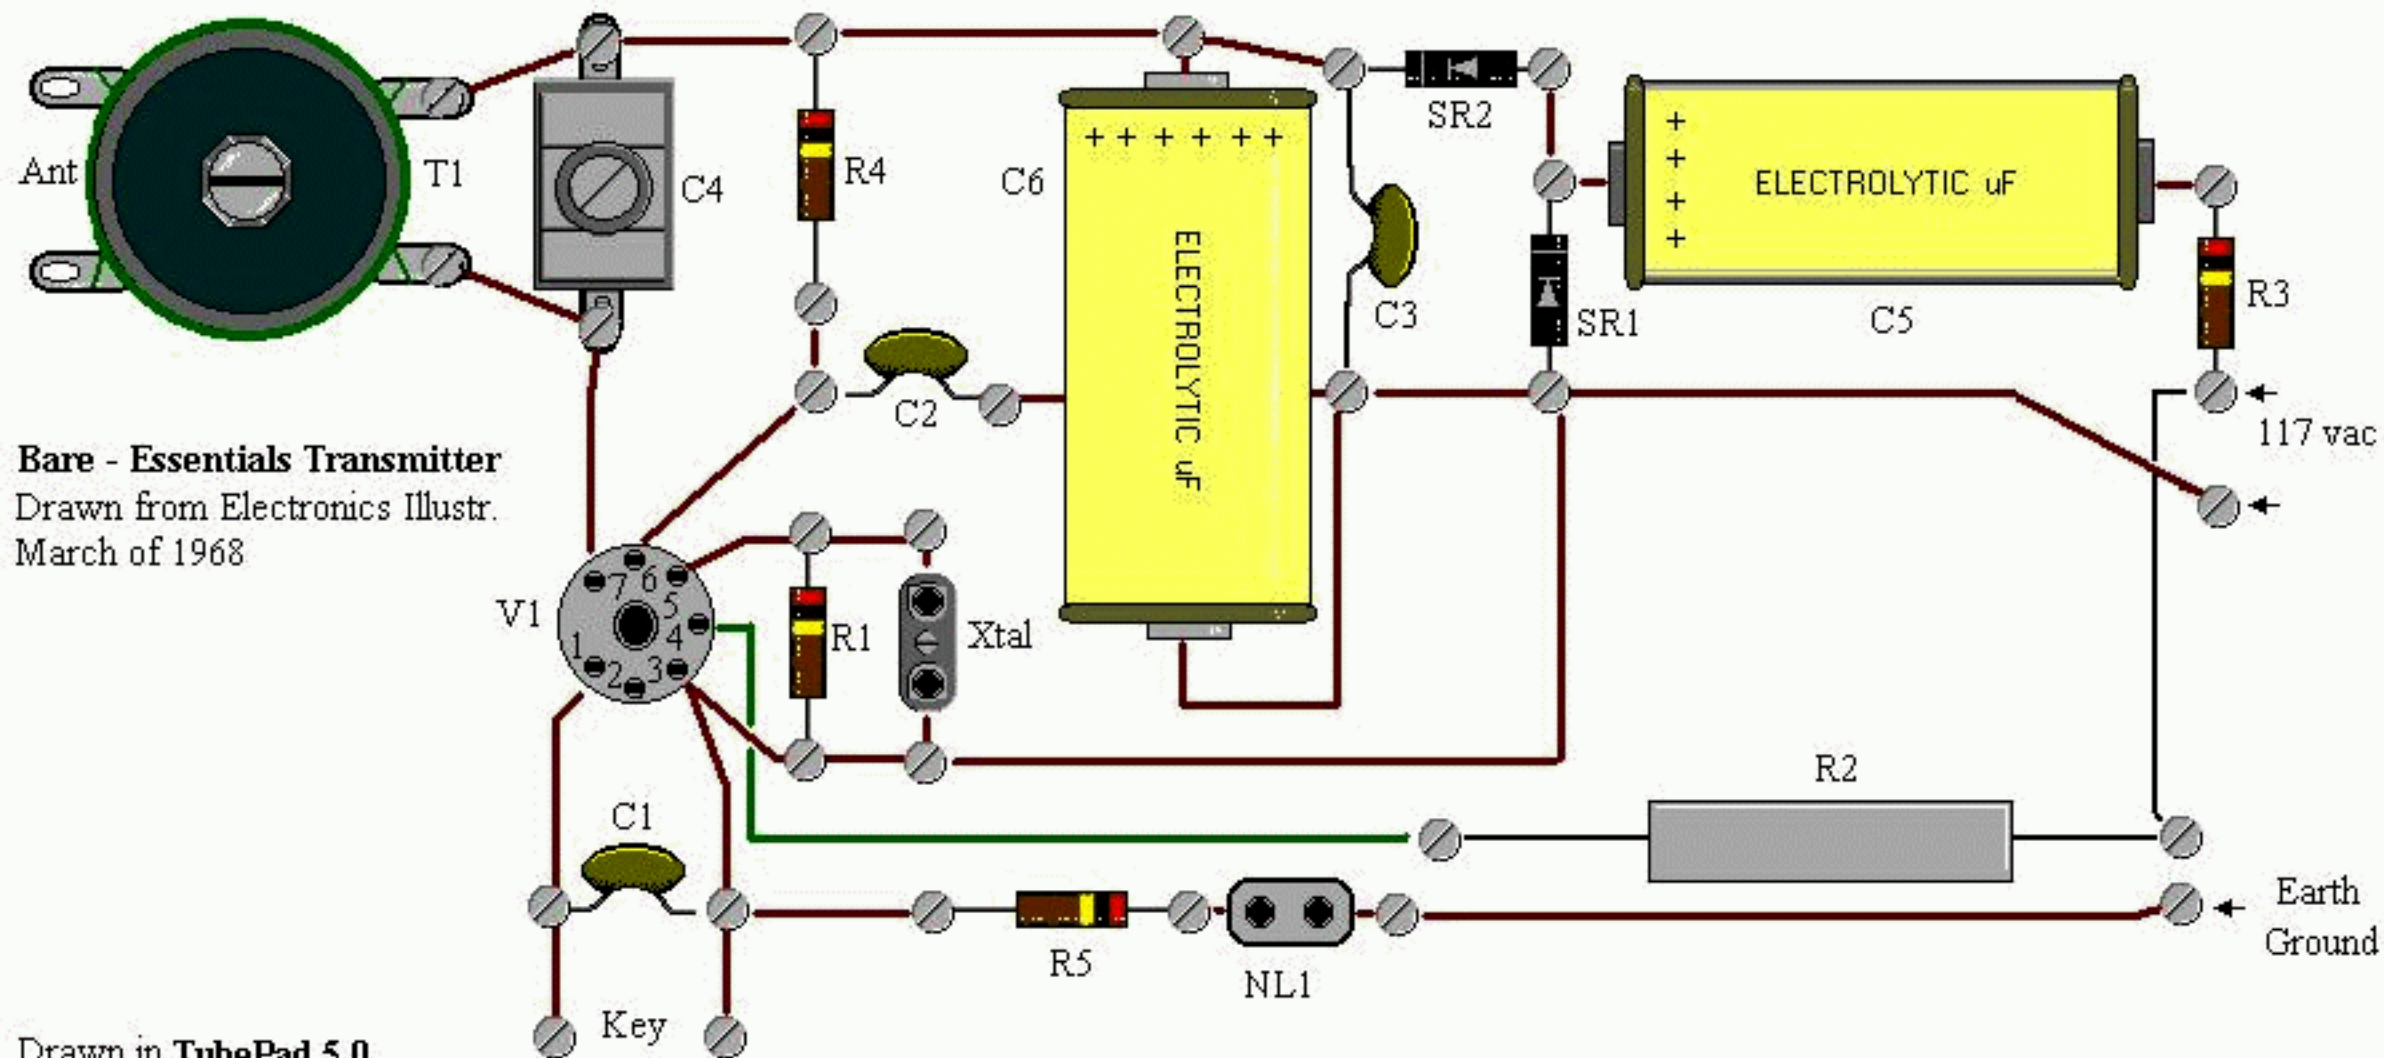 SR2
+ + + + + +
+
+
+
+
ELECTROLYTIC uF
Ant
T1
C4
R4
C6
C5
R3
C3
SR1
ELECTROLYTIC uF
C2
117 vac
Bare - Essentials Transmitter
Drawn from Electronics Illustr.
March of 1968
V1
7
6
5
4
3
2
1
R1
Xtal
R2
C1
Earth
Ground
R5
NL1
Key
Drawn in TubePad 5.0